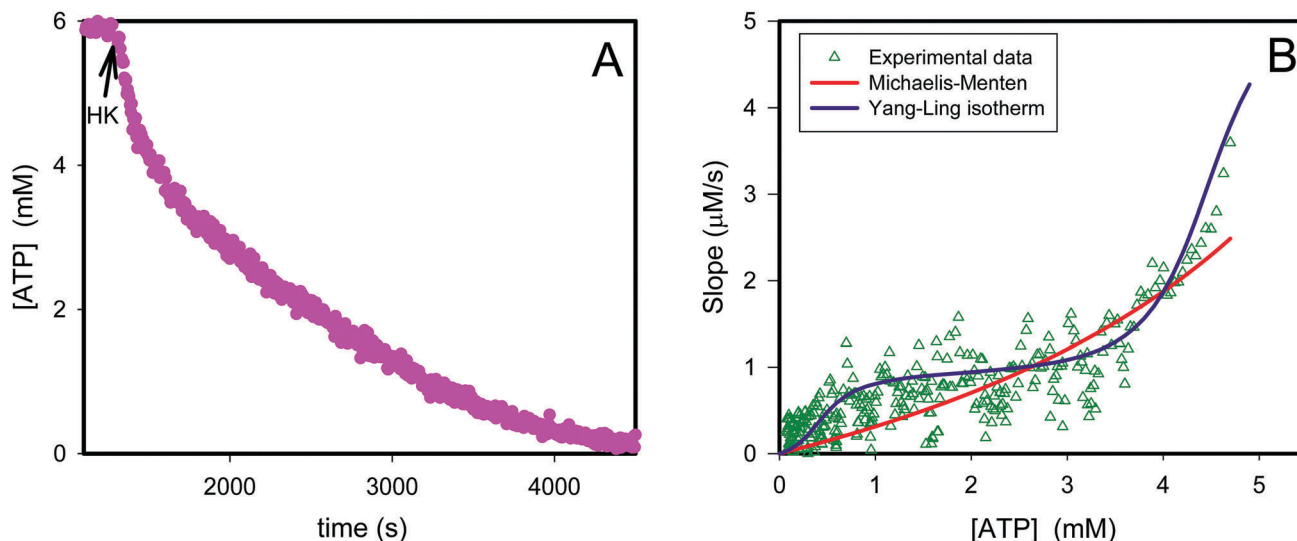 A
HK
6
4
2
0
[ATP] (mM)
2000 3000 4000
time (s)
B
Experimental data
Michaelis-Menten
Yang-Ling isotherm
5
4
3
2
1
0
Slope (μM/s)
0 1 2 3 4 5
[ATP] (mM)